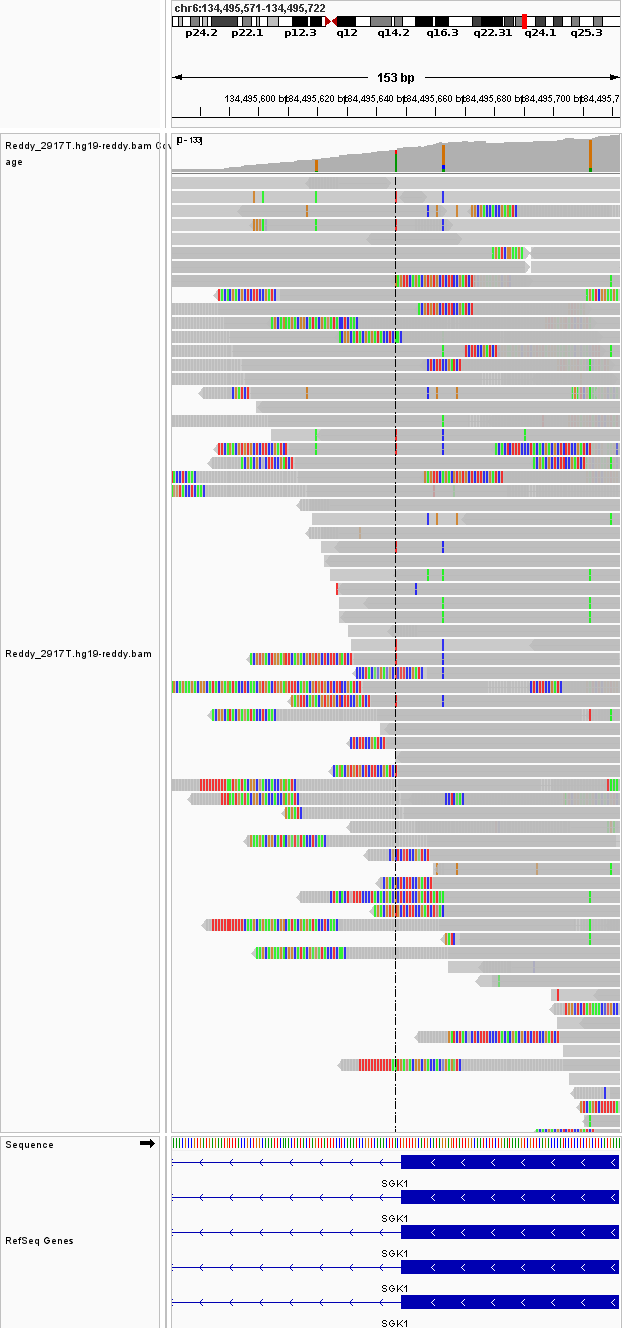 chr6:134,495,571-134,495,722
p24.2 p22.1 p12.3 q12 q14.2 q16.3 q22.31 q24.1 q25.3
153 bp
134,495,600 bp
[0 - 133]
Reddy_2917T.hg19-reddy.bam Cov
age
Reddy_2917T.hg19-reddy.bam
Sequence
SGK1
SGK1
RefSeq Genes
SGK1
SGK1
SGK1